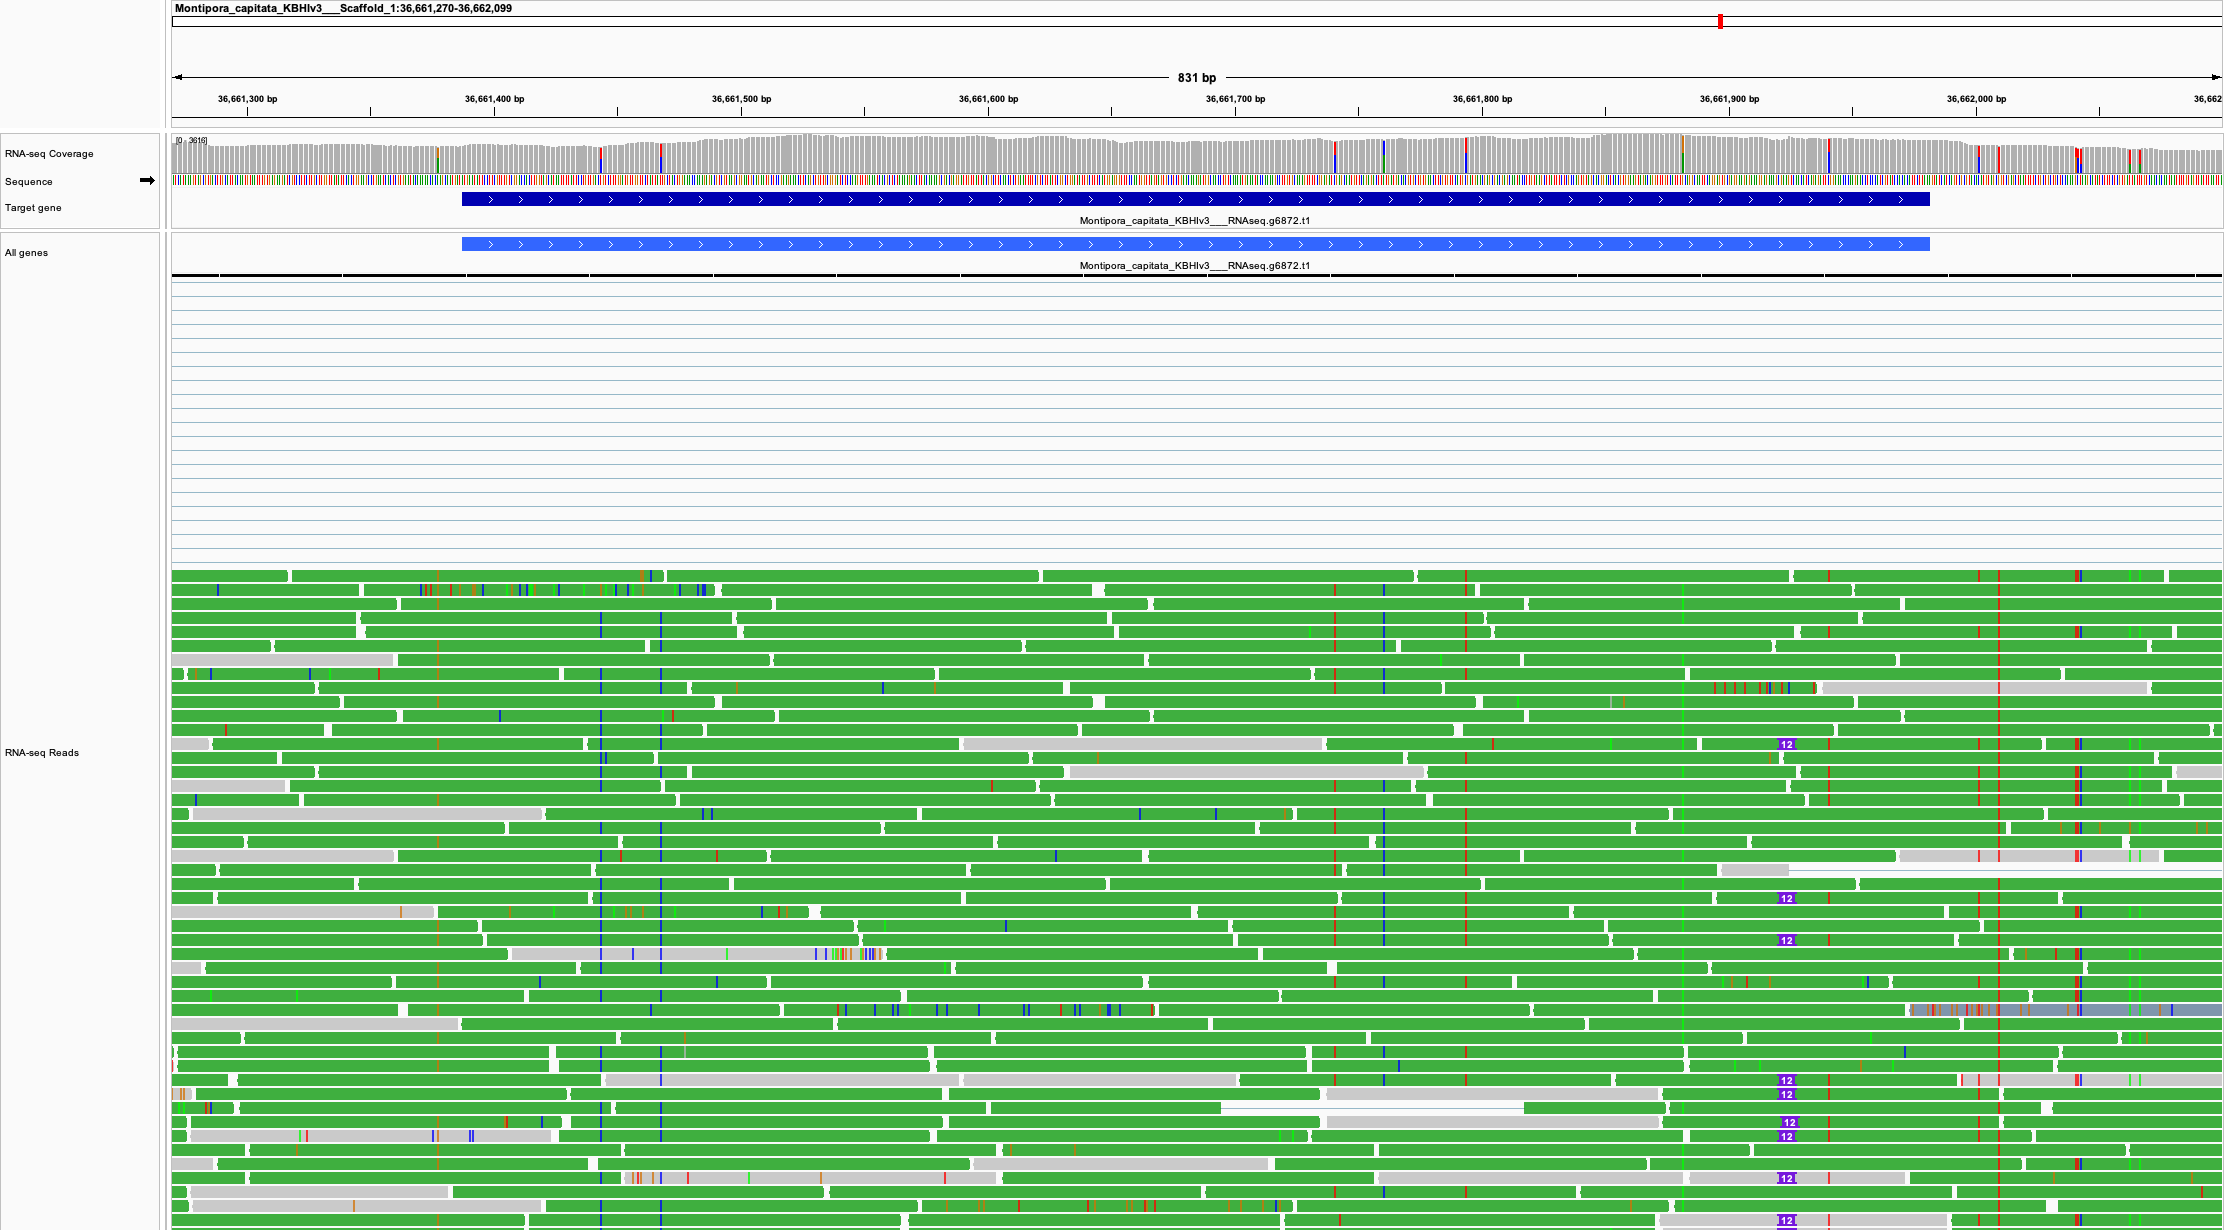 Montipora_capitata_KBHIv3___Scaffold_1:36,661,270-36,662,099
831 bp
36,661,300 bp 36,661,400 bp 36,661,500 bp 36,661,600 bp 36,661,700 bp 36,661,800 bp 36,661,900 bp 36,662,000 bp 36,662
[0 - 3616]
RNA-seq Coverage
Sequence
Target gene
Montipora_capitata_KBHIv3___RNAseq.g6872.t1
All genes
Montipora_capitata_KBHIv3___RNAseq.g6872.t1
12
RNA-seq Reads
12
12
12
12
12
12
12
12